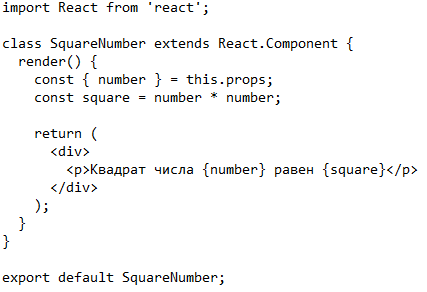 import React from 'react';

class SquareNumber extends React.Component {
  render() {
    const { number } = this.props;
    const square = number * number;

    return (
      <div>
        <p>Квадрат числа {number} равен {square}</p>
      </div>
    );
  }
}

export default SquareNumber;